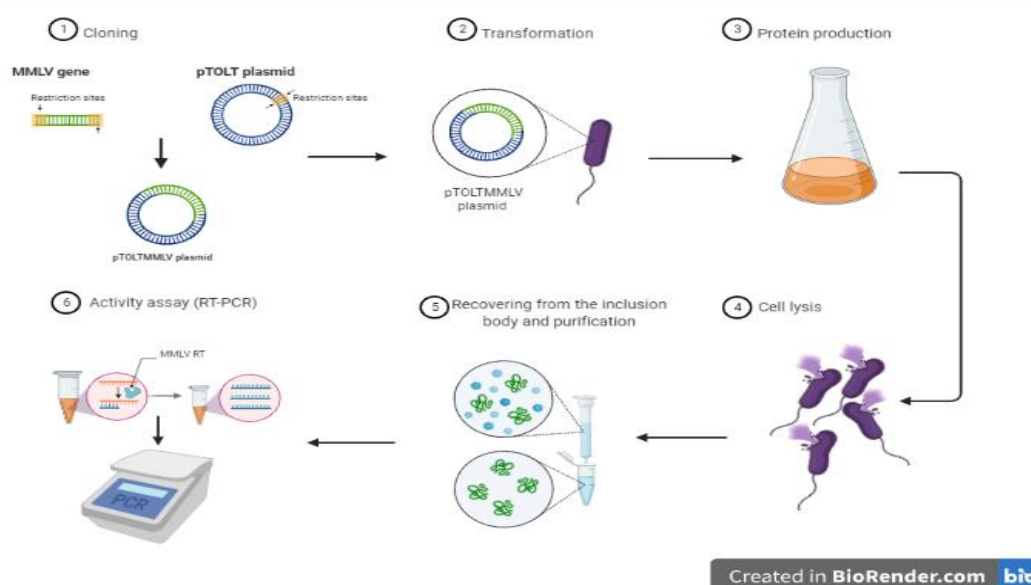 1 Cloning
MMLV gene
Restriction sites
pTOLT plasmid
Restriction sites
pTOLTMMLV plasmid
2 Transformation
pTOLTMMLV
plasmid
3 Protein production
4 Cell lysis
5 Recovering from the inclusion
body and purification
6 Activity assay (RT-PCR)
MMLV RT
PCR
Created in BioRender.com
bio